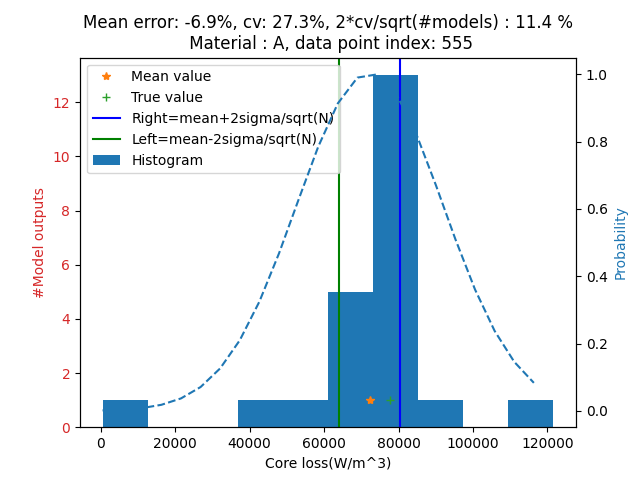 Mean error: -6.9%, cv: 27.3%, 2*cv/sqrt(#models) : 11.4 %
Material : A, data point index: 555
Mean value
True value
Right=mean+2sigma/sqrt(N)
Left=mean-2sigma/sqrt(N)
Histogram
#Model outputs
12
10
8
6
4
2
0
1.0
0.8
0.6
0.4
0.2
0.0
Probability
0 20000 40000 60000 80000 100000 120000
Core loss(W/m^3)